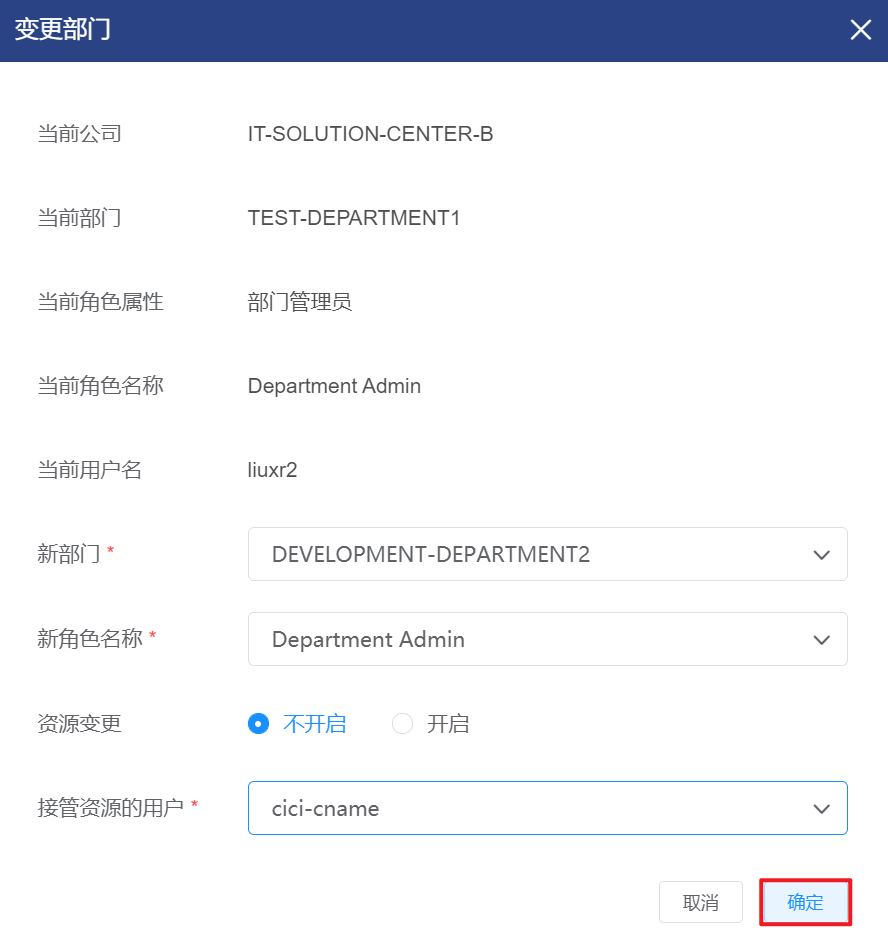 变更部门
当前公司 IT-SOLUTION-CENTER-B
当前部门 TEST-DEPARTMENT1
当前角色属性 部门管理员
当前角色名称 Department Admin
当前用户名 liuxr2
新部门 * DEVELOPMENT-DEPARTMENT2
新角色名称 * Department Admin
资源变更 不开启 开启
接管资源的用户 * cici-cname
取消 确定